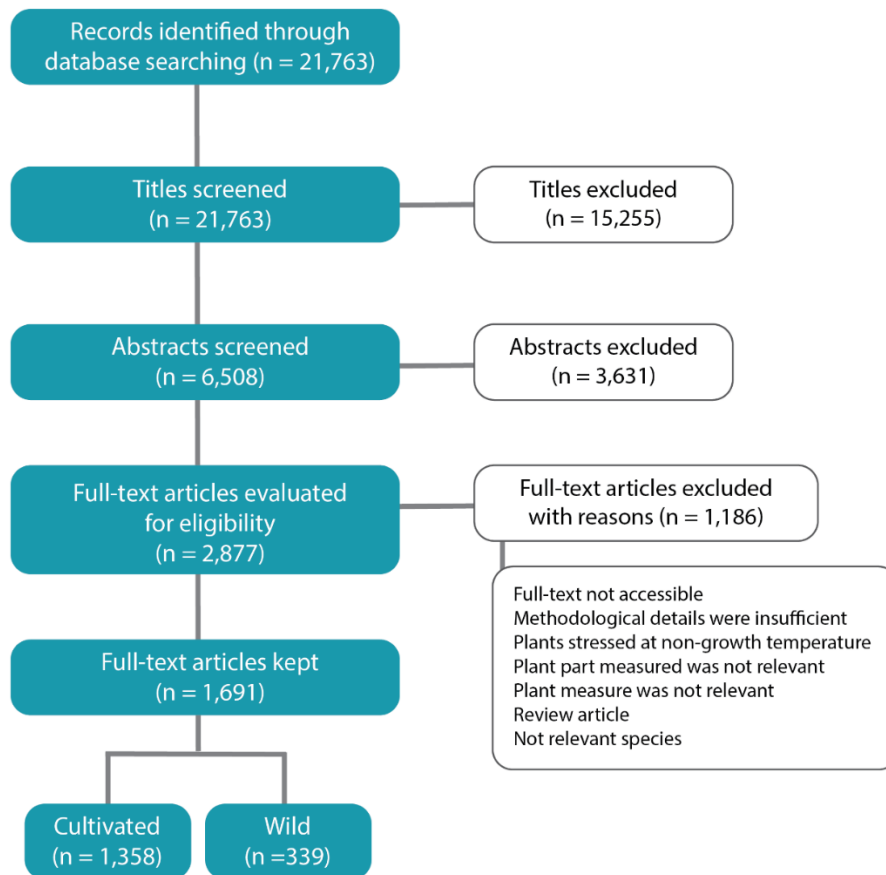 Records identified through
database searching (n = 21,763)
Titles screened
(n = 21,763)
Titles excluded
(n = 15,255)
Abstracts screened
(n = 6,508)
Abstracts excluded
(n = 3,631)
Full-text articles evaluated
for eligibility
(n = 2,877)
Full-text articles excluded
with reasons (n = 1,186)
Full-text not accessible
Methodological details were insufficient
Plants stressed at non-growth temperature
Plant part measured was not relevant
Plant measure was not relevant
Review article
Not relevant species
Full-text articles kept
(n = 1,691)
Cultivated
(n = 1,358)
Wild
(n =339)